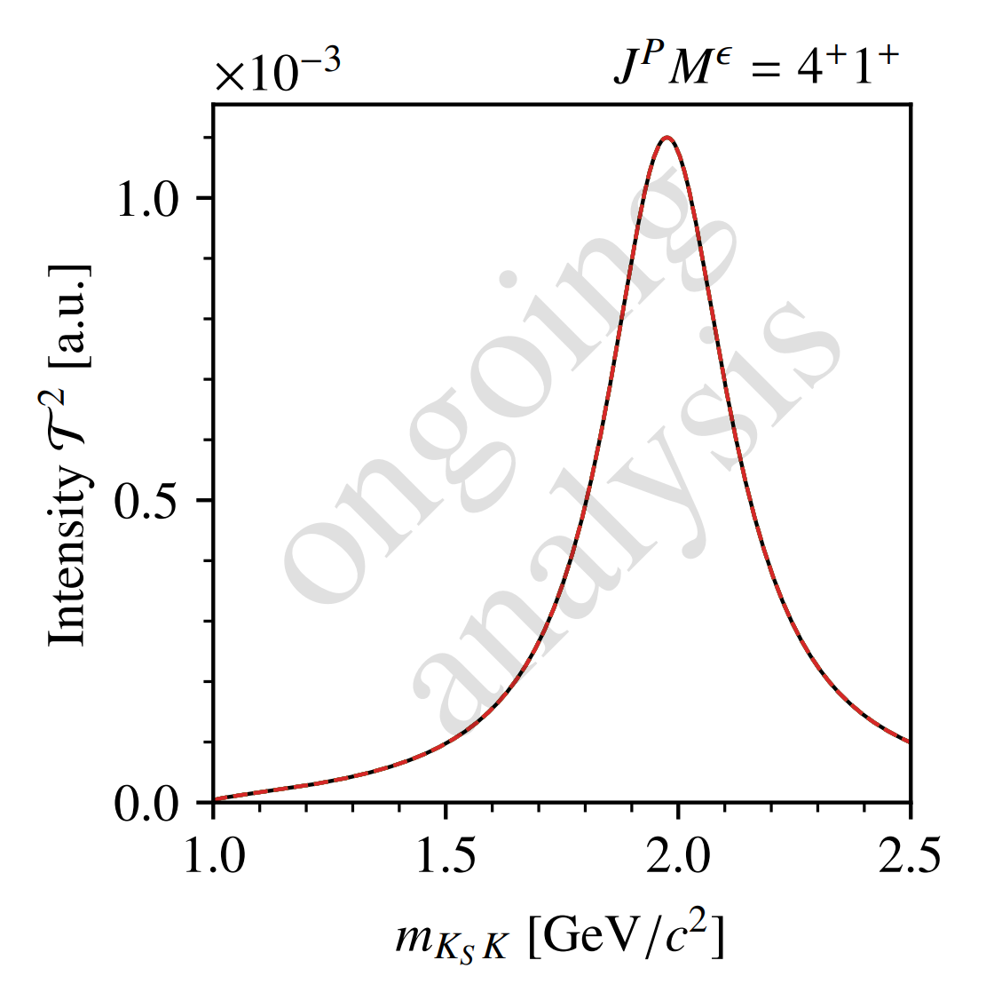 ×10⁻³
J^P M^ϵ = 4⁺1⁺
Intensity 𝒯² [a.u.]
1.0
0.5
0.0
Ongoing
analysis
1.0 1.5 2.0 2.5
m_{K_S K} [GeV/c²]